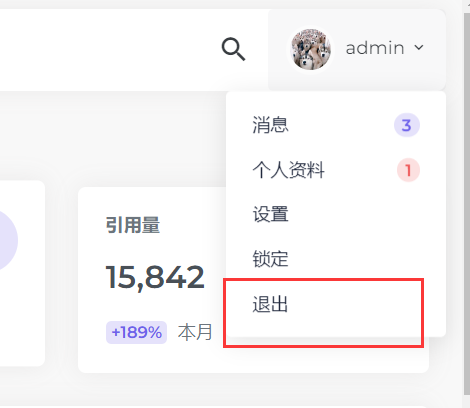 admin
消息 3
个人资料 1
设置
锁定
退出
引用量
15,842
+189% 本月